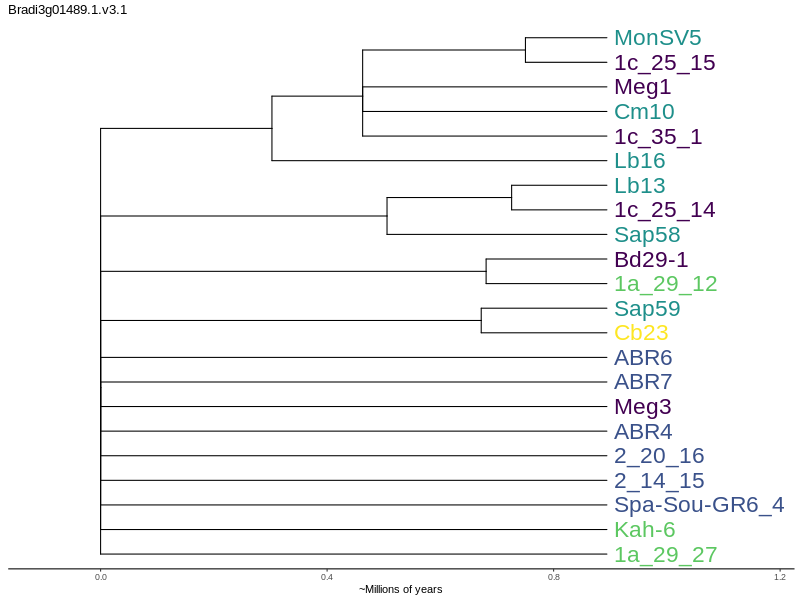 Bradi3g01489.1.v3.1
MonSV5
1c_25_15
Meg1
Cm10
1c_35_1
Lb16
Lb13
1c_25_14
Sap58
Bd29-1
1a_29_12
Sap59
Cb23
ABR6
ABR7
Meg3
ABR4
2_20_16
2_14_15
Spa-Sou-GR6_4
Kah-6
1a_29_27
0.0 0.4 0.8 1.2
~Millions of years